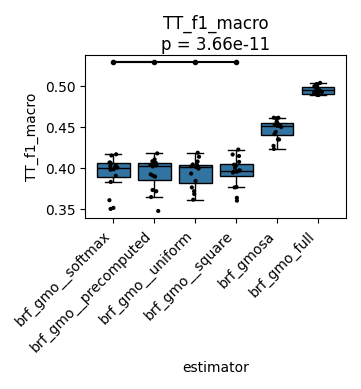 TT_f1_macro
p = 3.66e-11
TT_f1_macro
0.50
0.45
0.40
0.35
brf_gmo__softmax
brf_gmo__precomputed
brf_gmo__uniform
brf_gmo__square
brf_gmosa
brf_gmo_full
estimator